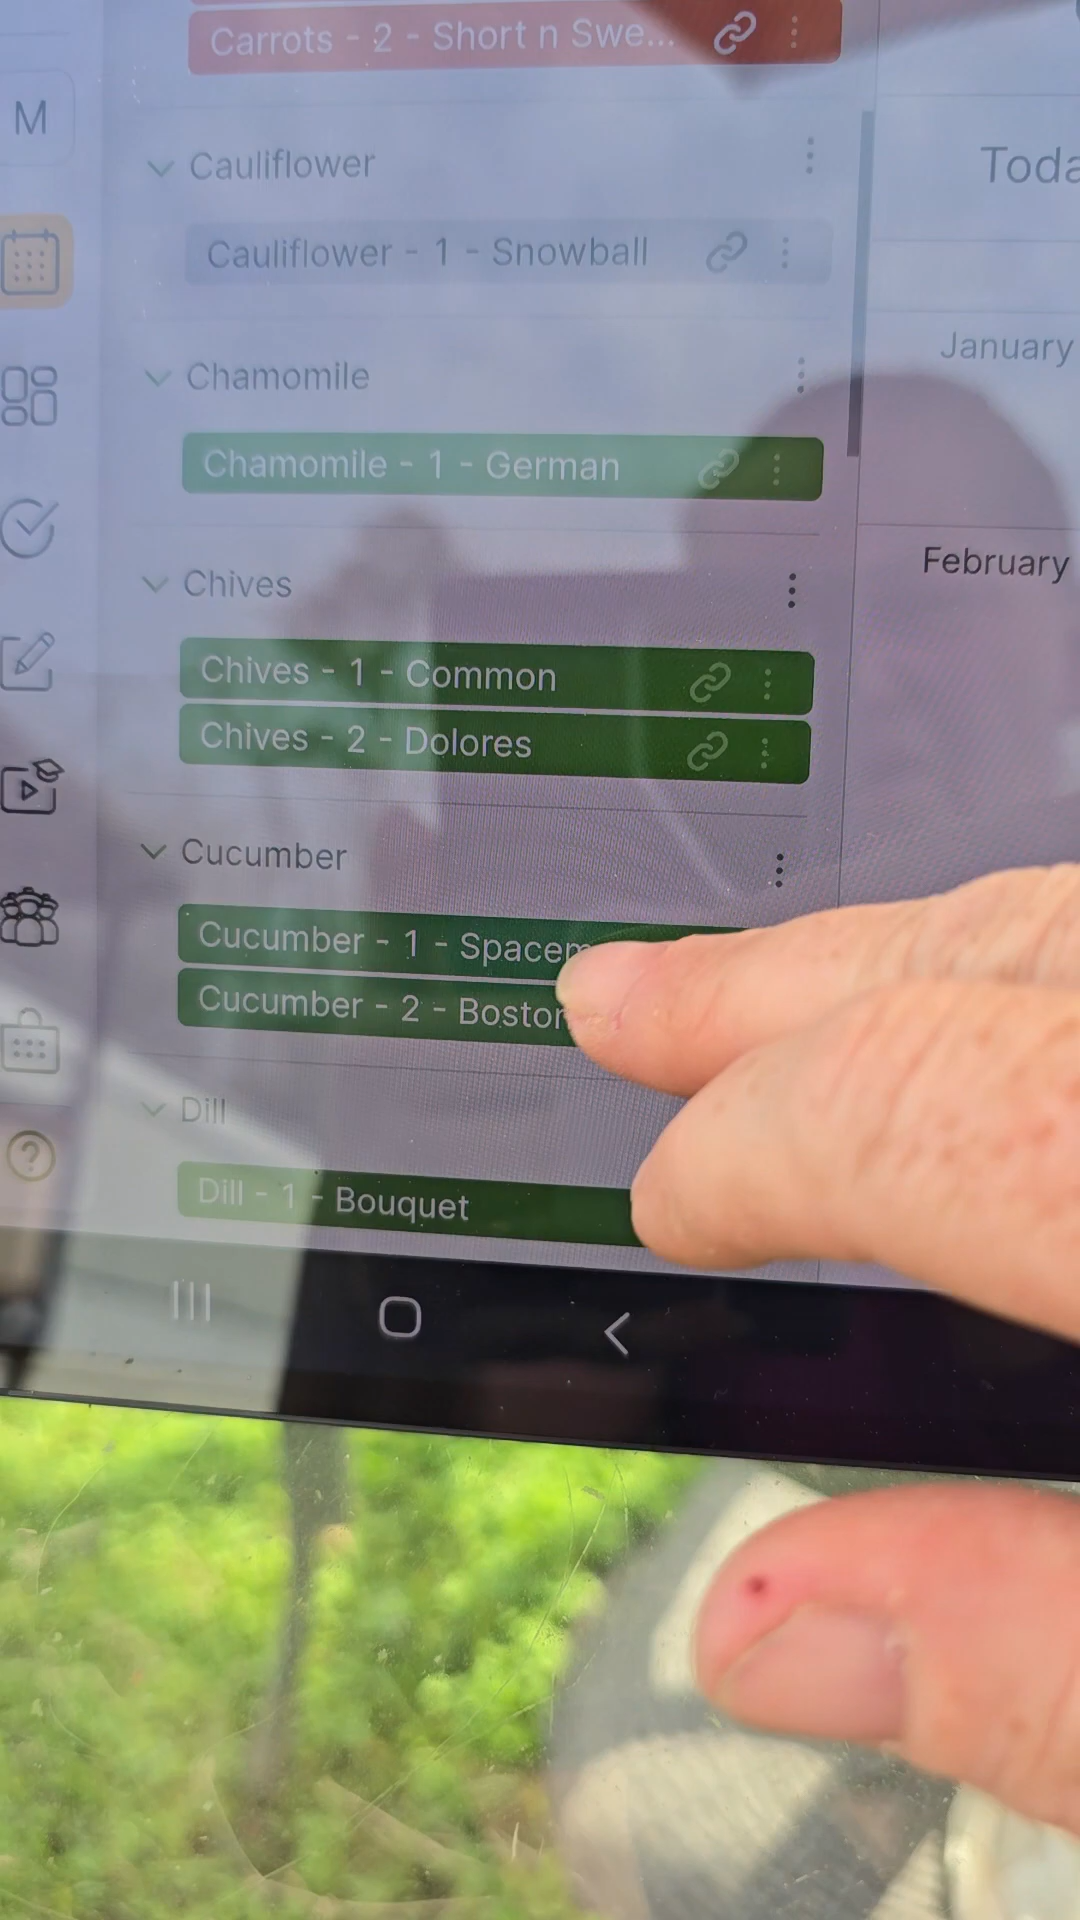 Carrots - 2 - Short n Swe...
M
Cauliflower
Toda
Cauliflower - 1 - Snowball
January
Chamomile
Chamomile - 1 - German
February
Chives
Chives - 1 - Common
Chives - 2 - Dolores
Cucumber
Cucumber - 1 - Spacem
Cucumber - 2 - Boston
Dill
Dill - 1 - Bouquet